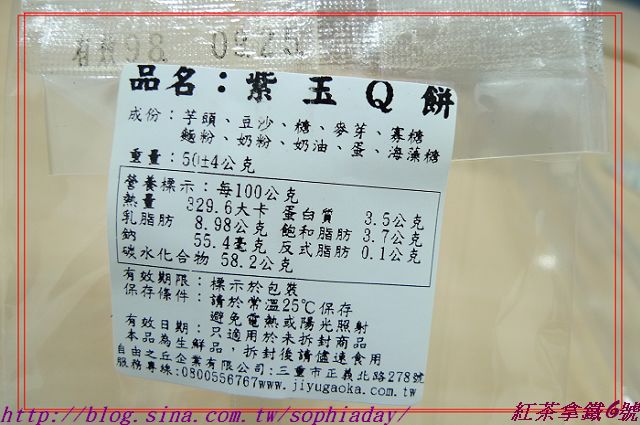 有效98 0925
品名：紫玉Q餅
成份：芋頭、豆沙、糖、麥芽、寡糖
麵粉、奶粉、奶油、蛋、海藻糖
重量：50±4公克
營養標示：每100公克
熱量 329.6大卡 蛋白質 3.5公克
乳脂肪 8.98公克 飽和脂肪 3.7公克
鈉 55.4毫克 反式脂肪 0.1公克
碳水化合物 58.2公克
有效期限：標示於包裝
保存條件：請於常溫25℃保存
避免電熱或陽光照射
有效日期：只適用於未拆封商品
本品為生鮮品，拆封後請儘速食用
自由之丘企業有限公司:三重市正義北路278號
服務專線:0800556767www.jiyugaoka.com.tw
http://blog.sina.com.tw/sophiaday/
紅茶拿鐵6號